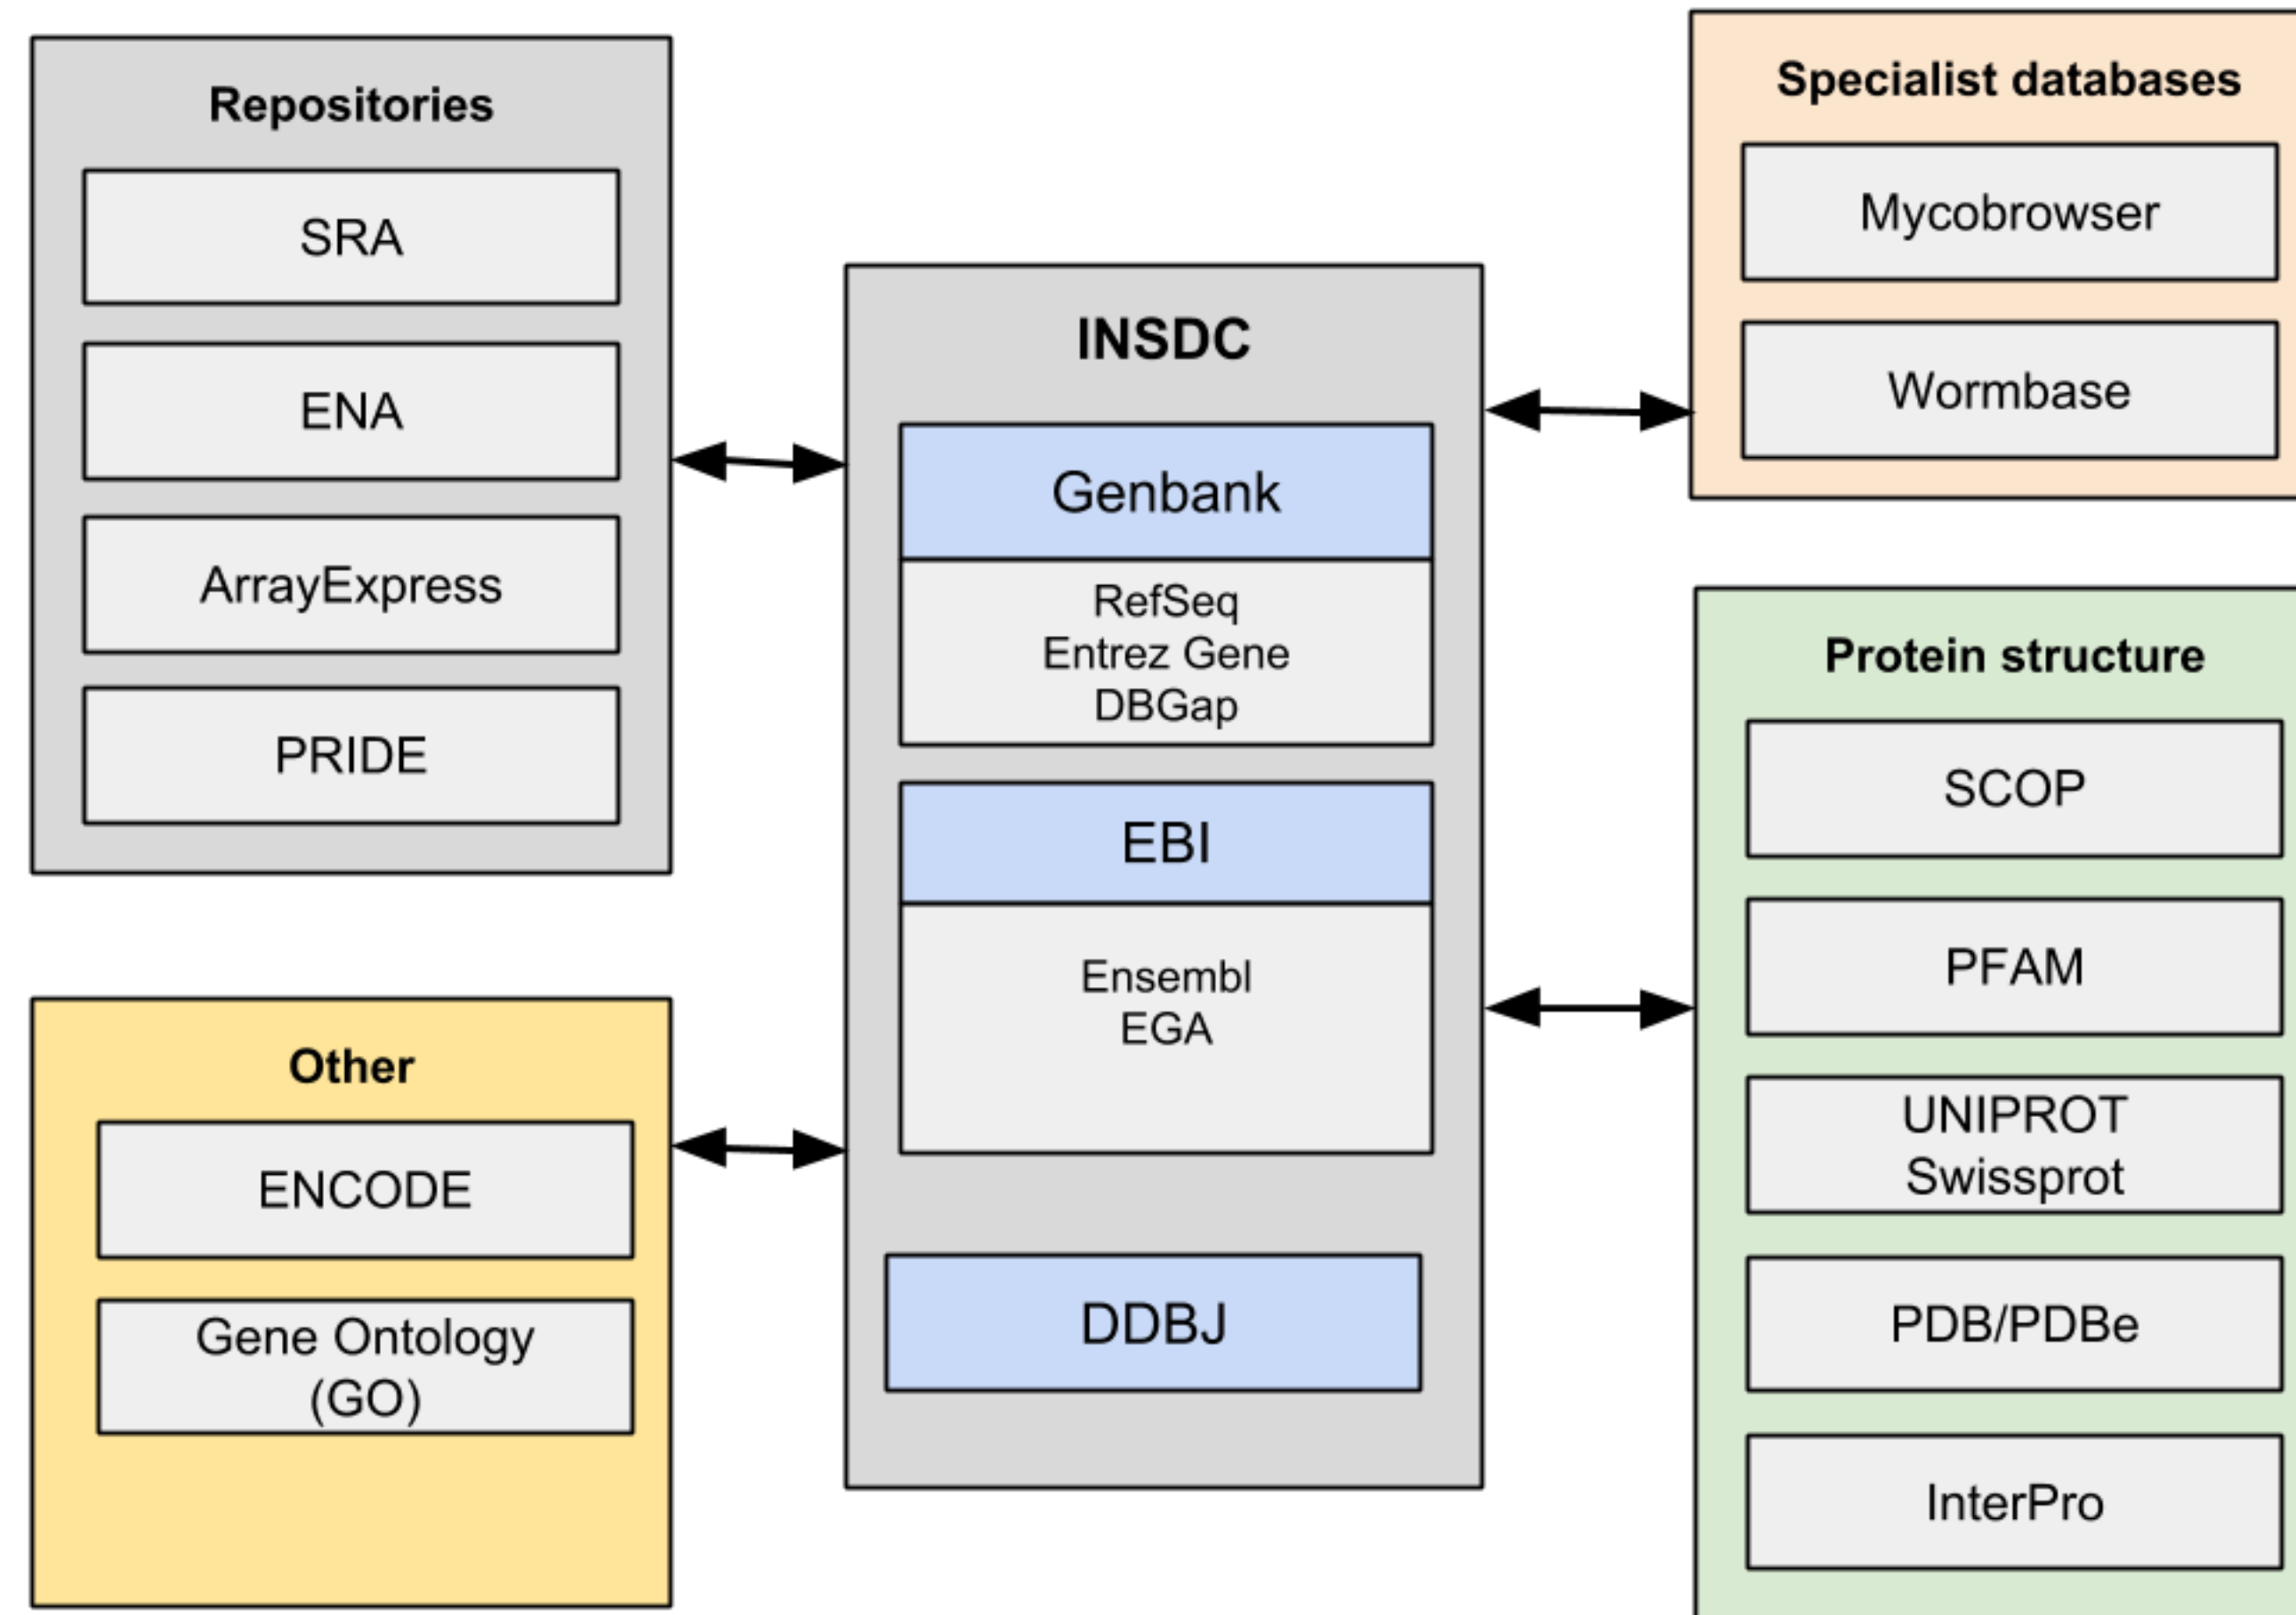 Repositories
SRA
ENA
ArrayExpress
PRIDE
Other
ENCODE
Gene Ontology
(GO)
INSDC
Genbank
RefSeq
Entrez Gene
DBGap
EBI
Ensembl
EGA
DDBJ
Specialist databases
Mycobrowser
Wormbase
Protein structure
SCOP
PFAM
UNIPROT
Swissprot
PDB/PDBe
InterPro